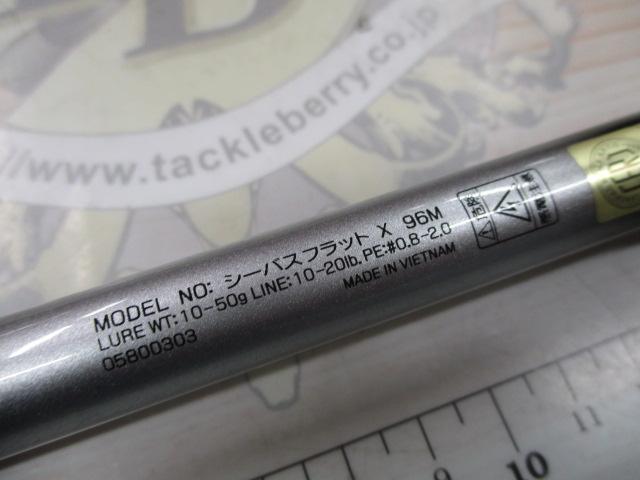 www.tackleberry.co.jp
MODEL NO: シーバスフラット X 96M
LURE WT:10-50g LINE:10-20lb. PE:#0.8-2.0
MADE IN VIETNAM
05800303
10
11